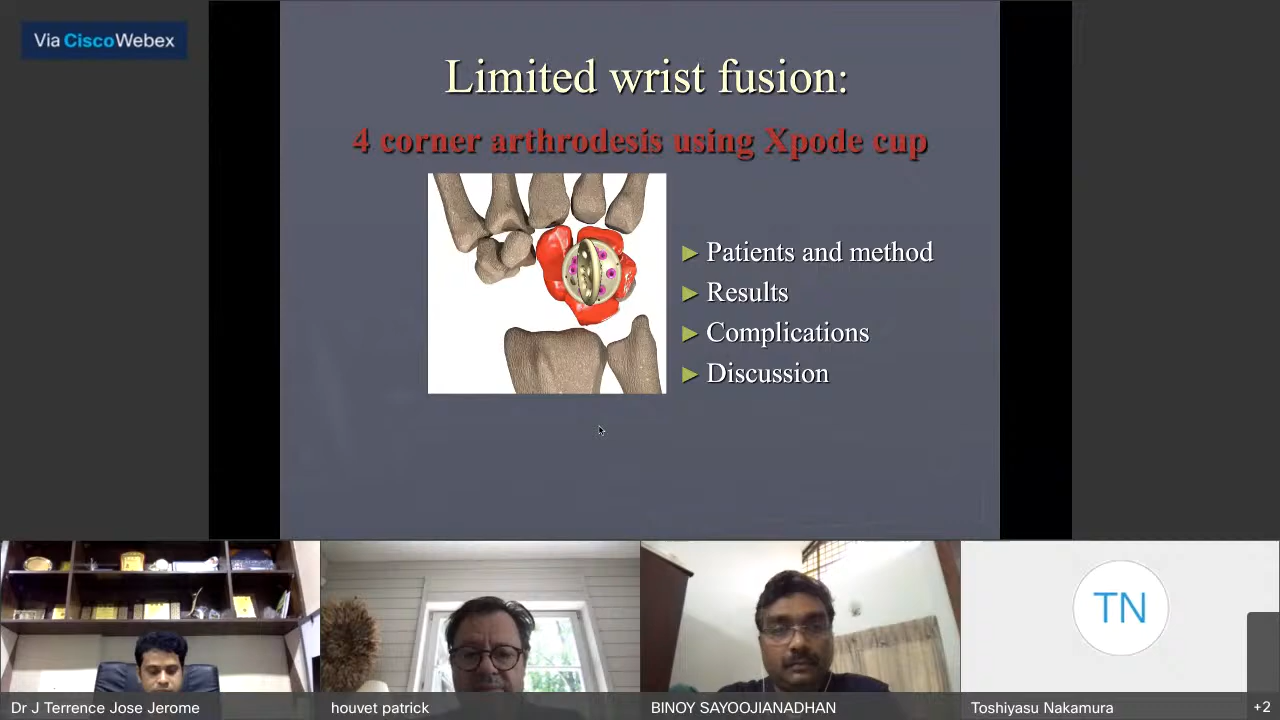 Via CiscoWebex
Limited wrist fusion:
4 corner arthrodesis using Xpode cup
► Patients and method
► Results
► Complications
► Discussion
TN
Dr J Terrence Jose Jerome
houvet patrick
BINOY SAYOOJIANADHAN
Toshiyasu Nakamura
+2